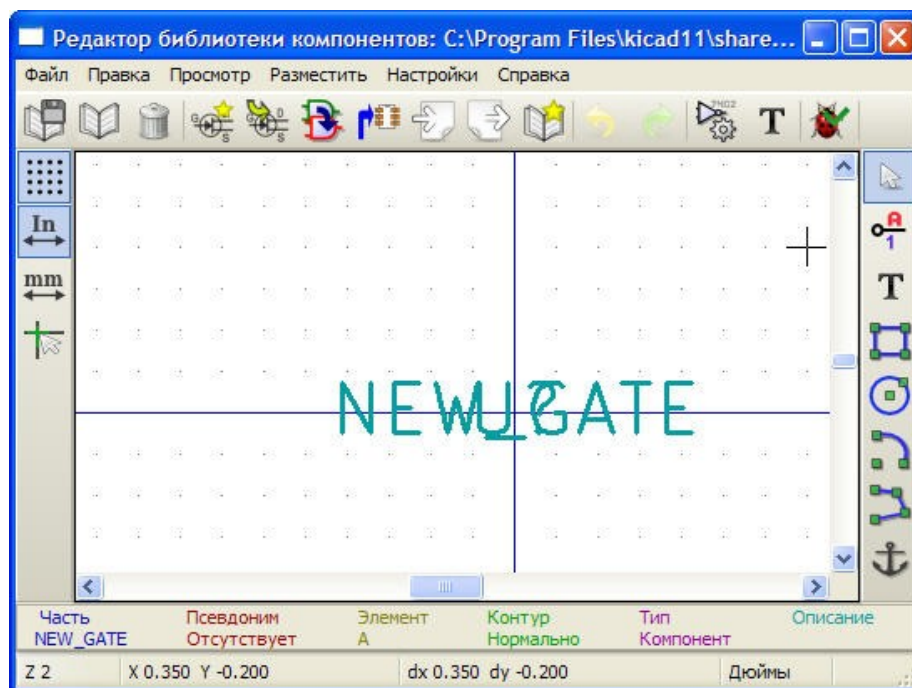 Редактор библиотеки компонентов: C:\Program Files\kicad11\share...
Файл Правка Просмотр Разместить Настройки Справка
In
mm
T
A
1
T
NEW_GATE
U?
Часть Псевдоним Элемент Контур Тип Описание
NEW_GATE Отсутствует A Нормально Компонент
Z 2 X 0.350 Y -0.200 dx 0.350 dy -0.200 Дюймы